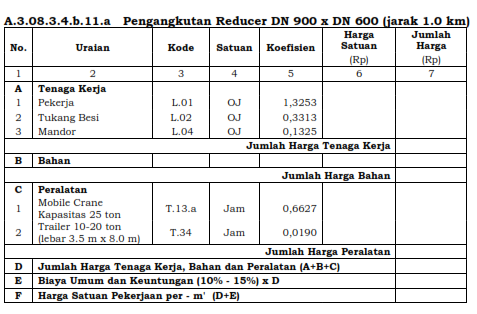 A.3.08.3.4.b.11.a Pengangkutan Reducer DN 900 x DN 600 (jarak 1.0 km)
No. Uraian Kode Satuan Koefisien Harga Satuan (Rp) Jumlah Harga (Rp)
1 2 3 4 5 6 7
A Tenaga Kerja
1 Pekerja L.01 OJ 1,3253
2 Tukang Besi L.02 OJ 0,3313
3 Mandor L.04 OJ 0,1325
Jumlah Harga Tenaga Kerja
B Bahan
Jumlah Harga Bahan
C Peralatan
1 Mobile Crane Kapasitas 25 ton T.13.a Jam 0,6627
2 Trailer 10-20 ton (lebar 3.5 m x 8.0 m) T.34 Jam 0,0190
Jumlah Harga Peralatan
D Jumlah Harga Tenaga Kerja, Bahan dan Peralatan (A+B+C)
E Biaya Umum dan Keuntungan (10% - 15%) x D
F Harga Satuan Pekerjaan per - m' (D+E)